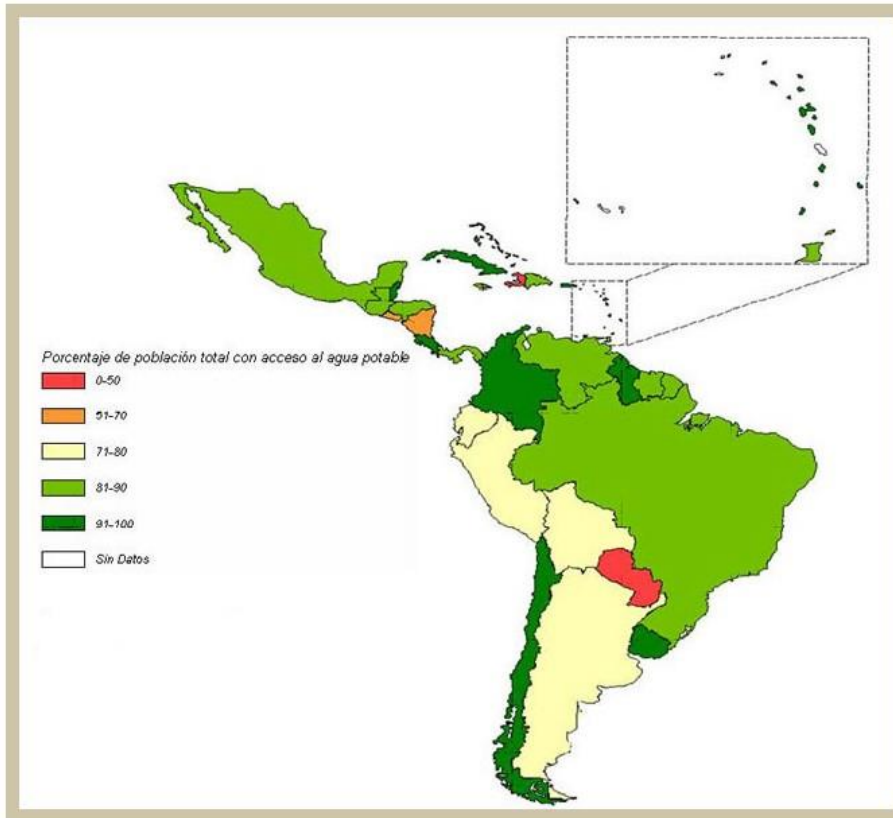 Porcentaje de población total con acceso al agua potable
0-50
51-70
71-80
81-90
91-100
Sin Datos